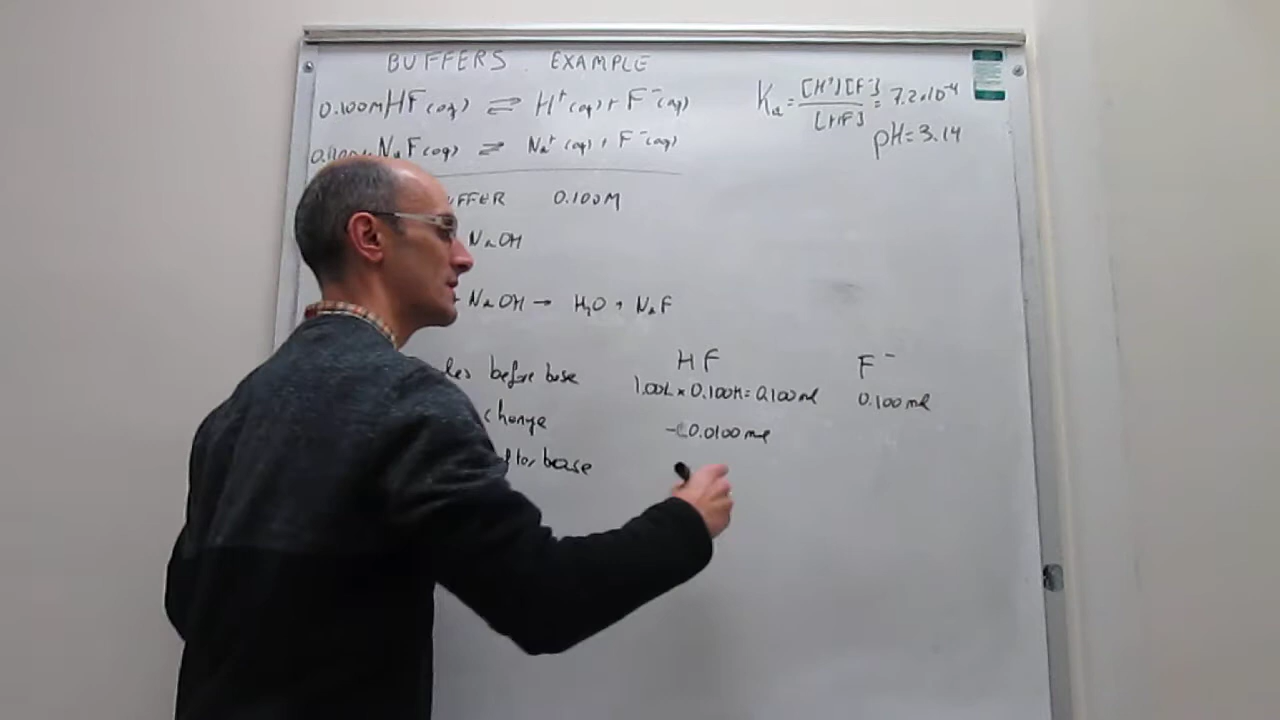 BUFFERS EXAMPLE
0.100M HF(aq) ⇌ H⁺(aq) + F⁻(aq)
Ka = [H⁺][F⁻] / [HF] = 7.2×10⁻⁴
pH = 3.14
NaF(aq) ⇌ Na⁺(aq) + F⁻(aq)
UFFER 0.100M
NaOH
+ NaOH → H₂O + NaF
HF F⁻
before base 1.00L × 0.100M = 0.100 mol 0.100 mol
change -0.0100 mol
base